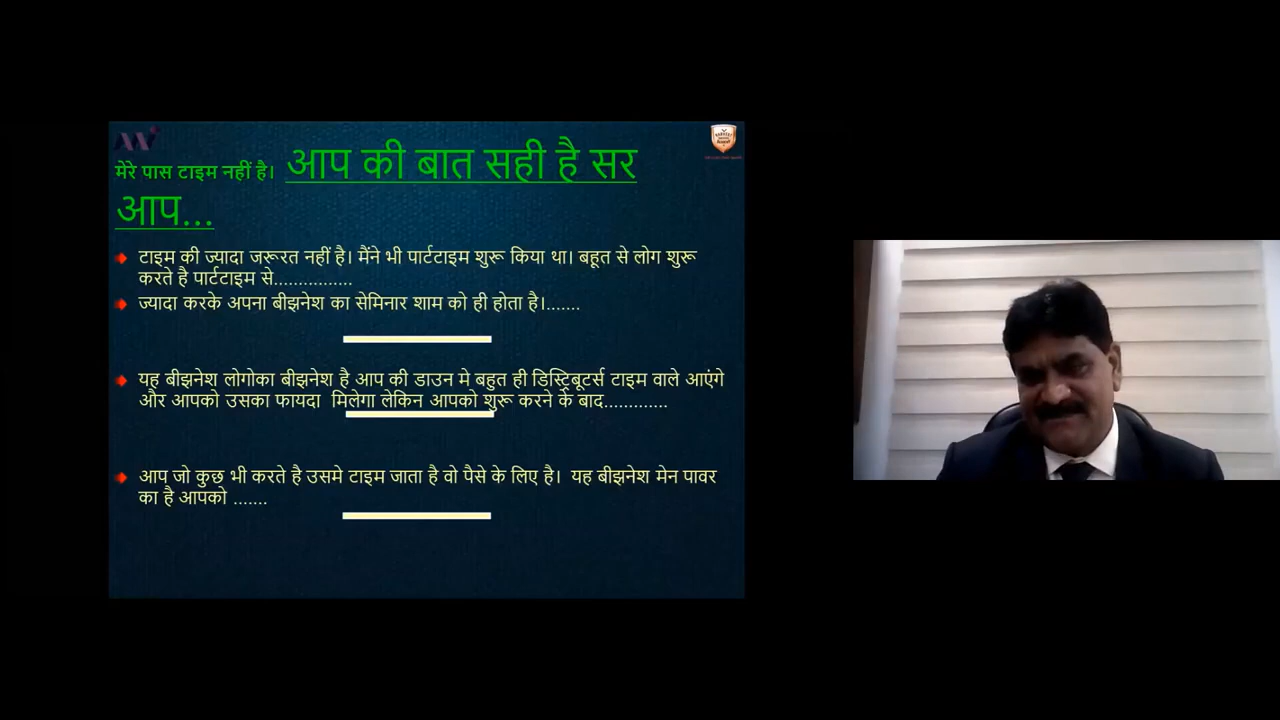 मेरे पास टाइम नहीं है। आप की बात सही है सर
आप...
टाइम की ज्यादा जरूरत नहीं है। मैंने भी पार्टटाइम शुरू किया था। बहूत से लोग शुरू
करते है पार्टटाइम से................
ज्यादा करके अपना बीझनेश का सेमिनार शाम को ही होता है।.......
यह बीझनेश लोगोका बीझनेश है आप की डाउन मे बहुत ही डिस्ट्रिबूटर्स टाइम वाले आएंगे
और आपको उसका फायदा मिलेगा लेकिन आपको शुरू करने के बाद.............
आप जो कुछ भी करते है उसमे टाइम जाता है वो पैसे के लिए है। यह बीझनेश मेन पावर
का है आपको .......